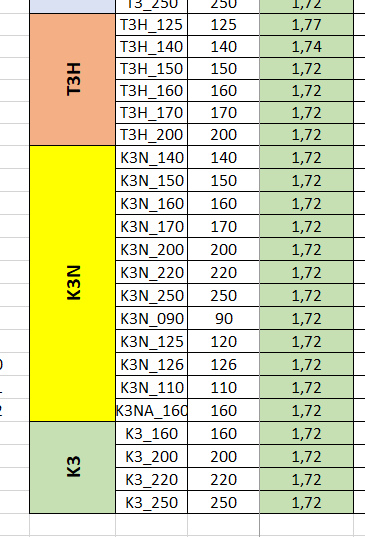 T3_250 250 1,72
T3H
T3H_125 125 1,77
T3H_140 140 1,74
T3H_150 150 1,72
T3H_160 160 1,72
T3H_170 170 1,72
T3H_200 200 1,72
K3N
K3N_140 140 1,72
K3N_150 150 1,72
K3N_160 160 1,72
K3N_170 170 1,72
K3N_200 200 1,72
K3N_220 220 1,72
K3N_250 250 1,72
K3N_090 90 1,72
K3N_125 120 1,72
K3N_126 126 1,72
K3N_110 110 1,72
K3NA_160 160 1,72
K3
K3_160 160 1,72
K3_200 200 1,72
K3_220 220 1,72
K3_250 250 1,72